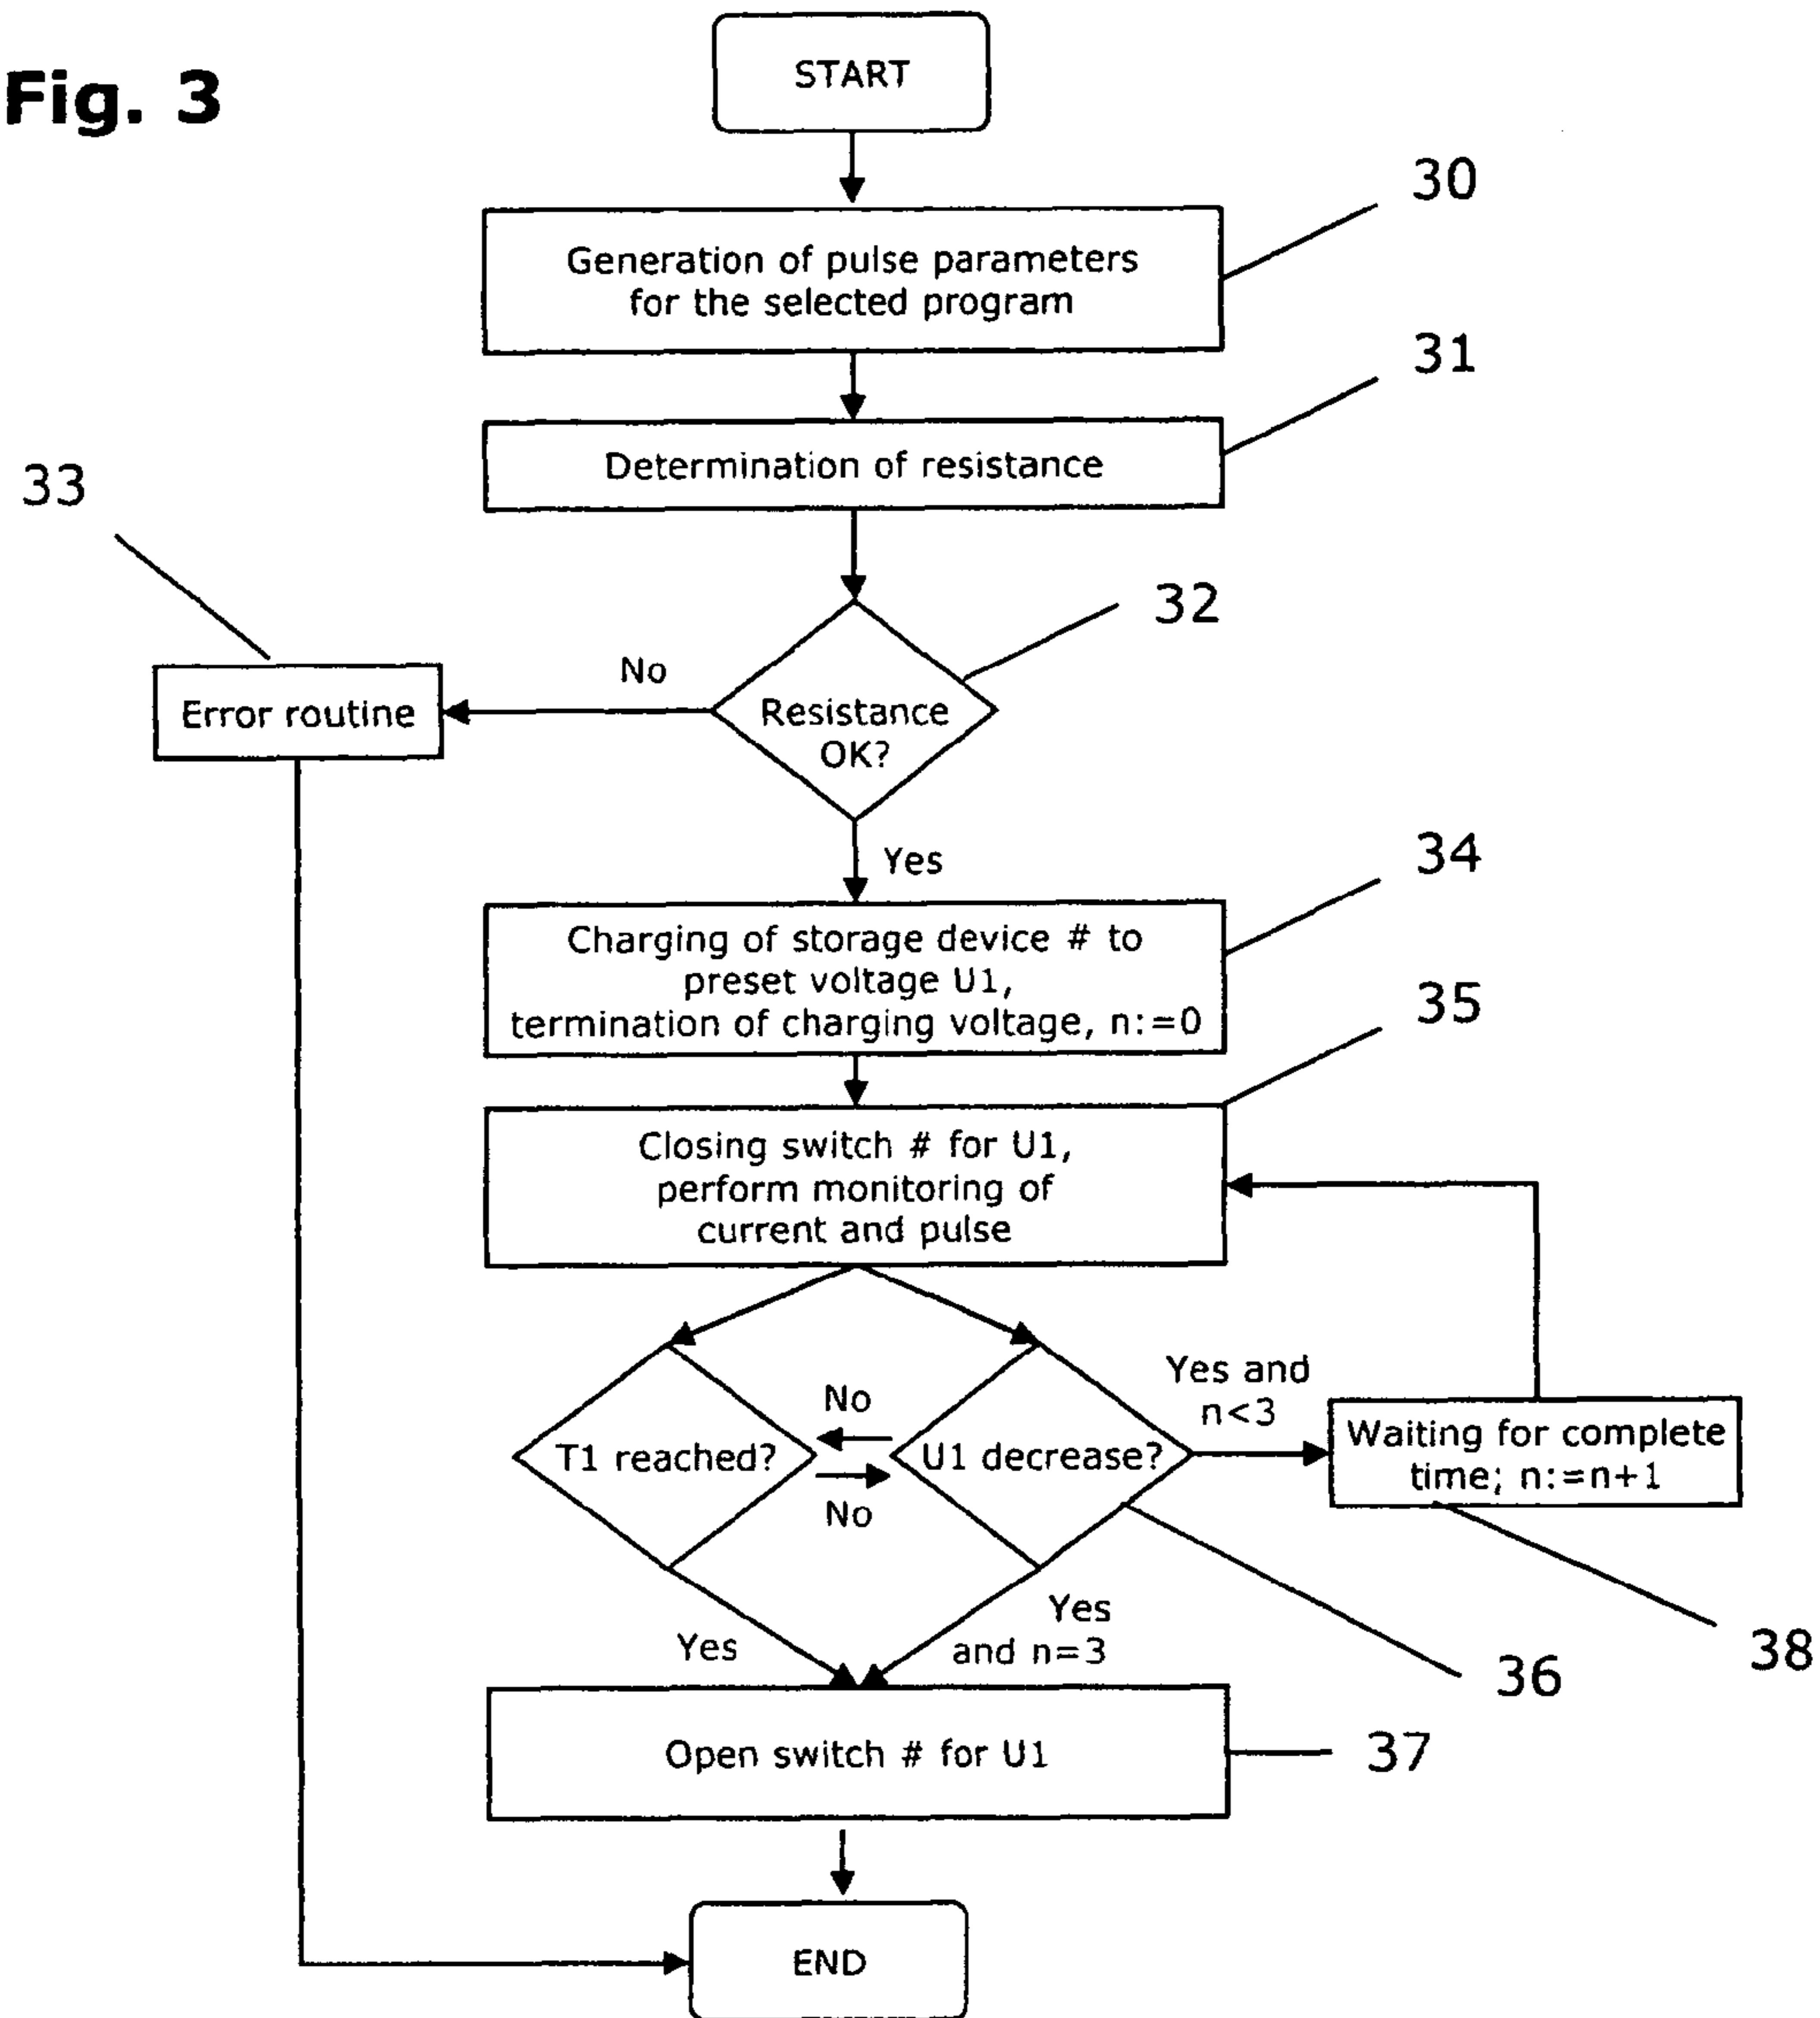 Fig. 3
START
30
Generation of pulse parameters
for the selected program
31
Determination of resistance
33
32
No
Error routine
Resistance
OK?
Yes
34
Charging of storage device # to
preset voltage U1,
termination of charging voltage, n:=0
35
Closing switch # for U1,
perform monitoring of
current and pulse
Yes and
n<3
No
T1 reached?
U1 decrease?
No
Waiting for complete
time; n:=n+1
Yes
Yes
and n=3
36
38
Open switch # for U1
37
END